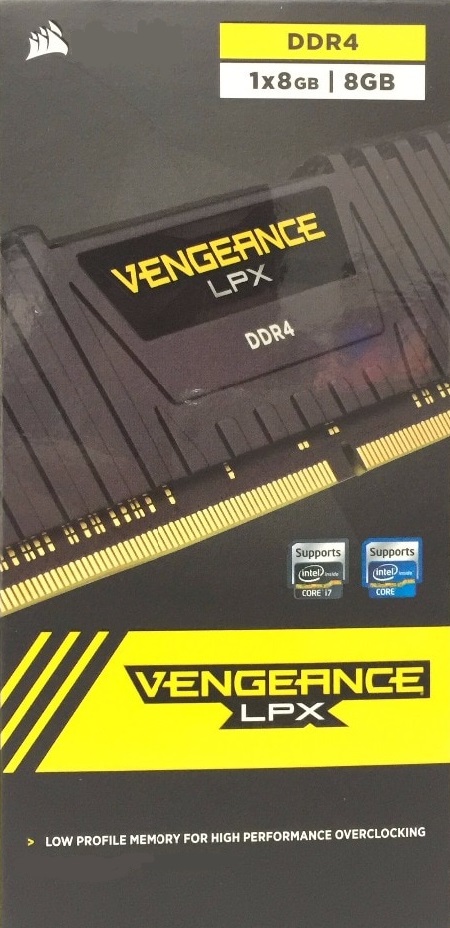 DDR4
1x8GB | 8GB
VENGEANCE
LPX
DDR4
Supports
intel inside
CORE i7
Supports
intel inside
CORE
VENGEANCE
LPX
> LOW PROFILE MEMORY FOR HIGH PERFORMANCE OVERCLOCKING